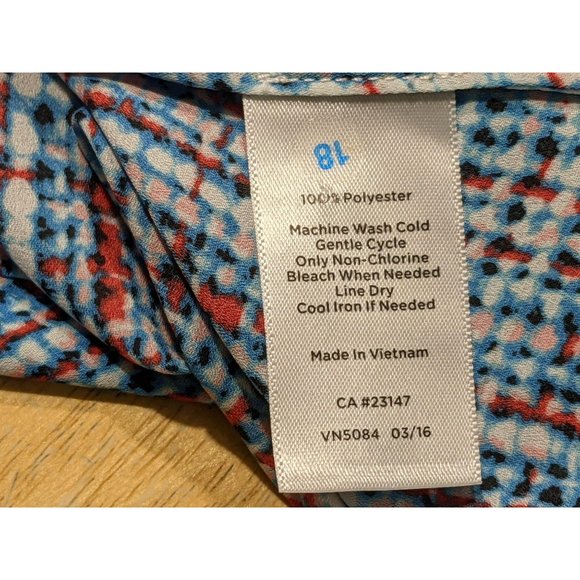 18
100% Polyester
Machine Wash Cold
Gentle Cycle
Only Non-Chlorine
Bleach When Needed
Line Dry
Cool Iron If Needed
Made In Vietnam
CA #23147
VN5084 03/16